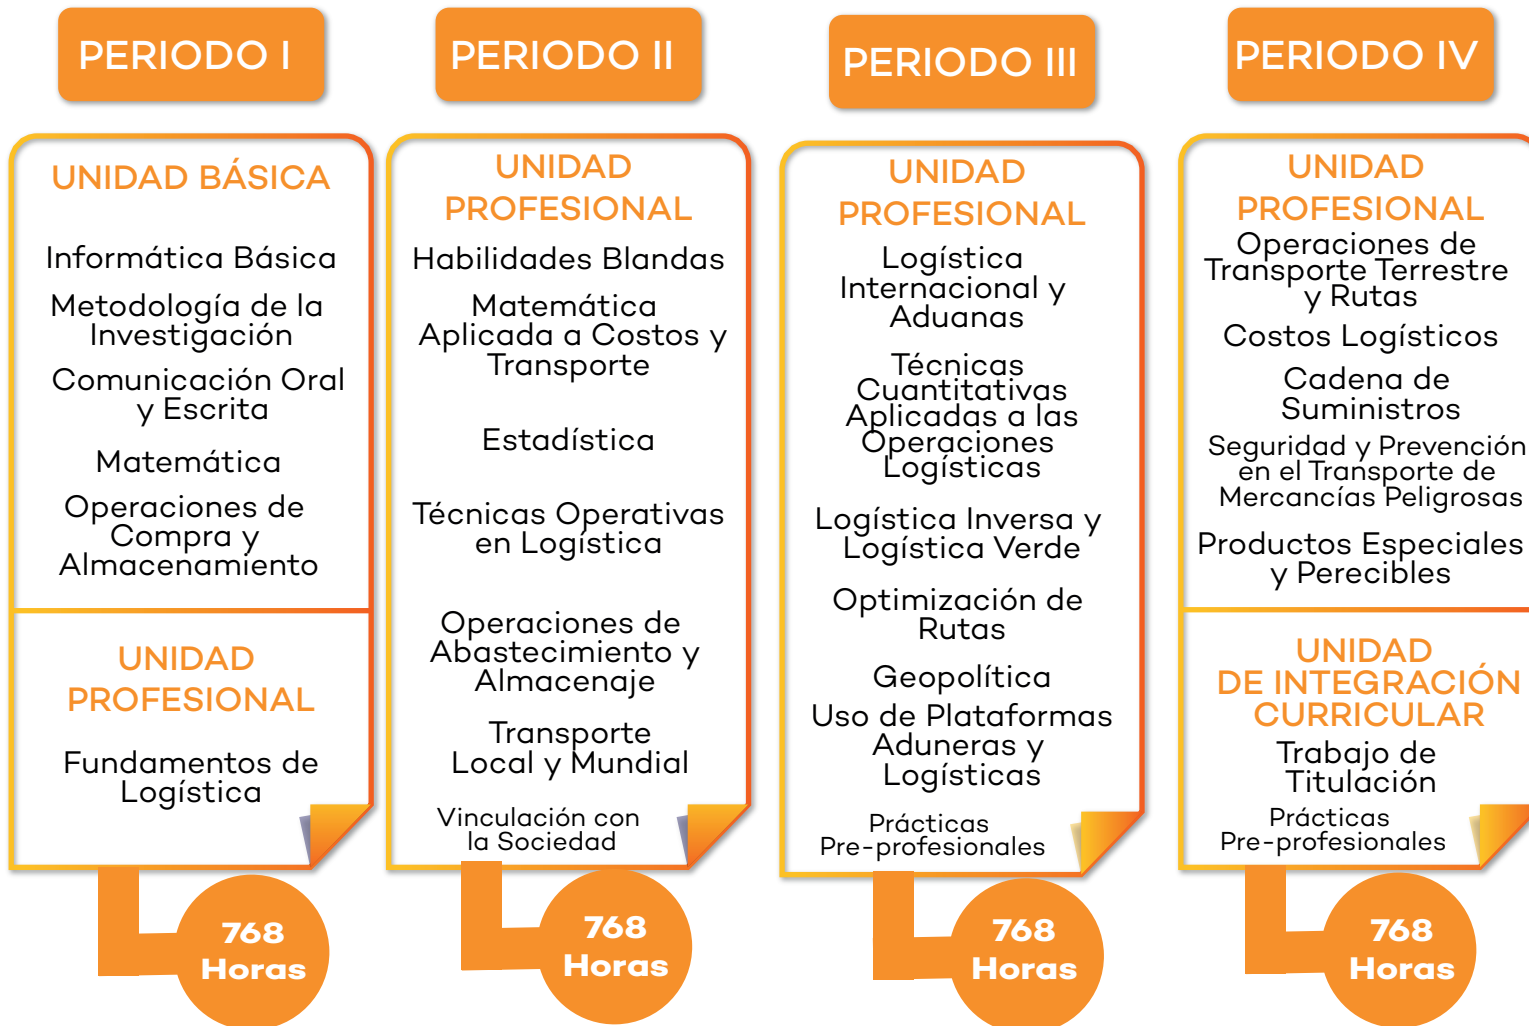 PERIODO I
UNIDAD BÁSICA
Informática Básica
Metodología de la
Investigación
Comunicación Oral
y Escrita
Matemática
Operaciones de
Compra y
Almacenamiento
UNIDAD
PROFESIONAL
Fundamentos de
Logística
768
Horas
PERIODO II
UNIDAD
PROFESIONAL
Habilidades Blandas
Matemática
Aplicada a Costos y
Transporte
Estadística
Técnicas Operativas
en Logística
Operaciones de
Abastecimiento y
Almacenaje
Transporte
Local y Mundial
Vinculación con
la Sociedad
768
Horas
PERIODO III
UNIDAD
PROFESIONAL
Logística
Internacional y
Aduanas
Técnicas
Cuantitativas
Aplicadas a las
Operaciones
Logísticas
Logística Inversa y
Logística Verde
Optimización de
Rutas
Geopolítica
Uso de Plataformas
Aduneras y
Logísticas
Prácticas
Pre-profesionales
768
Horas
PERIODO IV
UNIDAD
PROFESIONAL
Operaciones de
Transporte Terrestre
y Rutas
Costos Logísticos
Cadena de
Suministros
Seguridad y Prevención
en el Transporte de
Mercancías Peligrosas
Productos Especiales
y Perecibles
UNIDAD
DE INTEGRACIÓN
CURRICULAR
Trabajo de
Titulación
Prácticas
Pre-profesionales
768
Horas